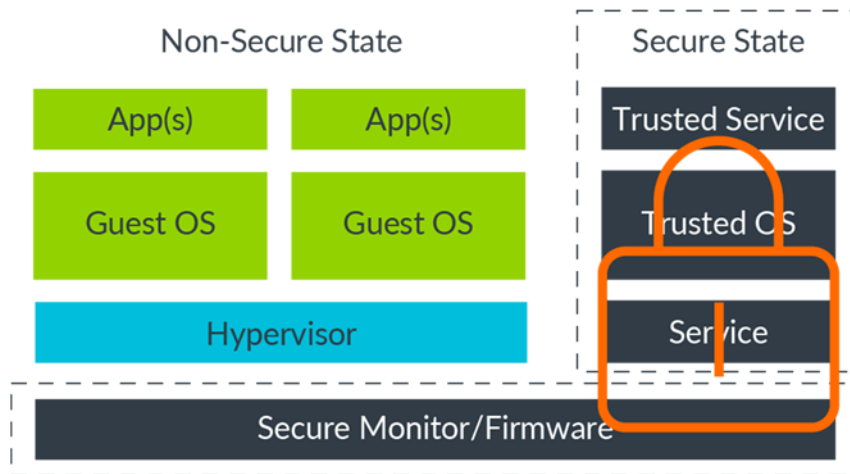 Non-Secure State
Secure State
App(s)
App(s)
Trusted Service
Guest OS
Guest OS
Trusted OS
Hypervisor
Service
Secure Monitor/Firmware